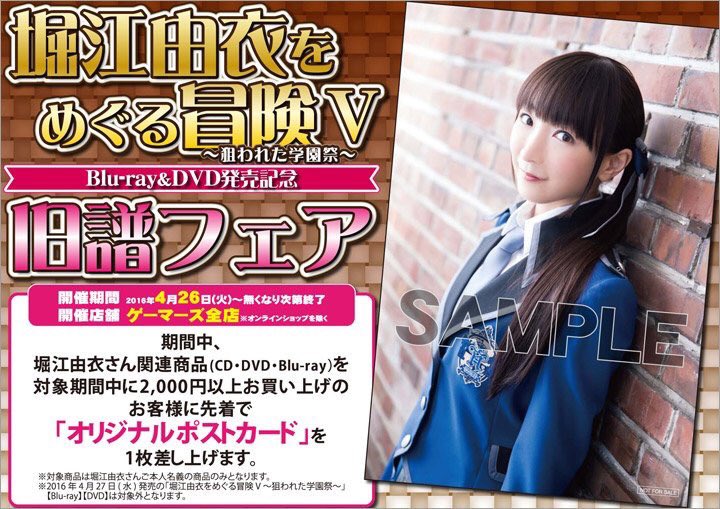 堀江由衣を
めぐる冒険Ⅴ
～狙われた学園祭～
Blu-ray&DVD発売記念
旧譜フェア
開催期間 2016年4月26日(火)～無くなり次第終了
開催店舗 ゲーマーズ全店 ※オンラインショップを除く
期間中、
堀江由衣さん関連商品(CD・DVD・Blu-ray)を
対象期間中に2,000円以上お買い上げの
お客様に先着で
「オリジナルポストカード」を
1枚差し上げます。
※対象商品は堀江由衣さんご本人名義の商品のみとなります。
※2016年4月27日(水)発売の「堀江由衣をめぐる冒険Ⅴ～狙われた学園祭～」
【Blu-ray】【DVD】は対象外となります。
SAMPLE
NOT FOR SALE